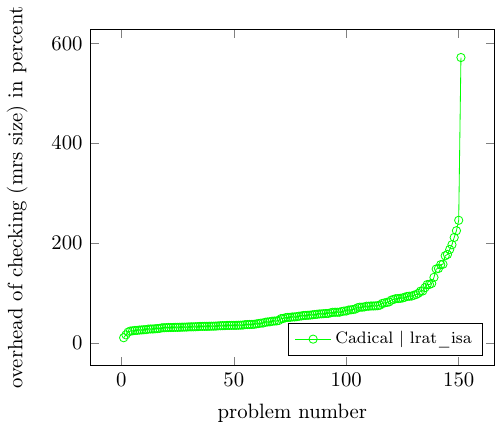 overhead of checking (mrs size) in percent
600
400
200
0
0 50 100 150
problem number
Cadical | lrat_isa